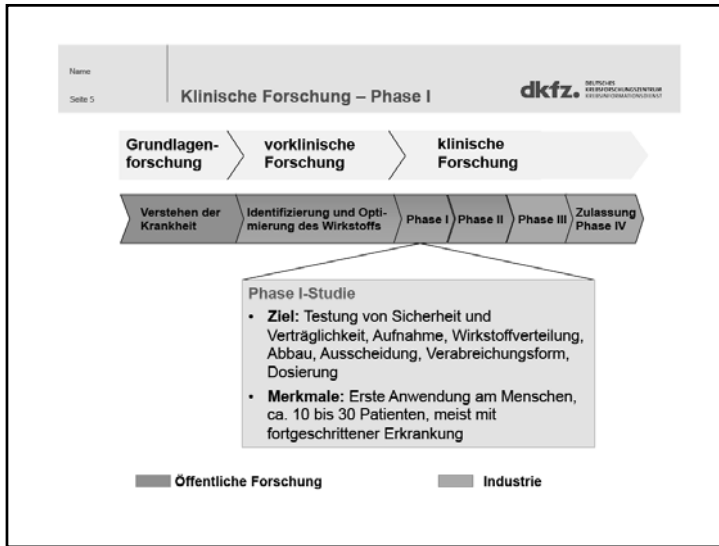 Name
Seite 5
Klinische Forschung – Phase I
dkfz.
DEUTSCHES
KREBSFORSCHUNGSZENTRUM
KREBSINFORMATIONSDIENST
Grundlagen-
forschung
vorklinische
Forschung
klinische
Forschung
Verstehen der
Krankheit
Identifizierung und Opti-
mierung des Wirkstoffs
Phase I
Phase II
Phase III
Zulassung
Phase IV
Phase I-Studie
• Ziel: Testung von Sicherheit und
Verträglichkeit, Aufnahme, Wirkstoffverteilung,
Abbau, Ausscheidung, Verabreichungsform,
Dosierung
• Merkmale: Erste Anwendung am Menschen,
ca. 10 bis 30 Patienten, meist mit
fortgeschrittener Erkrankung
Öffentliche Forschung
Industrie